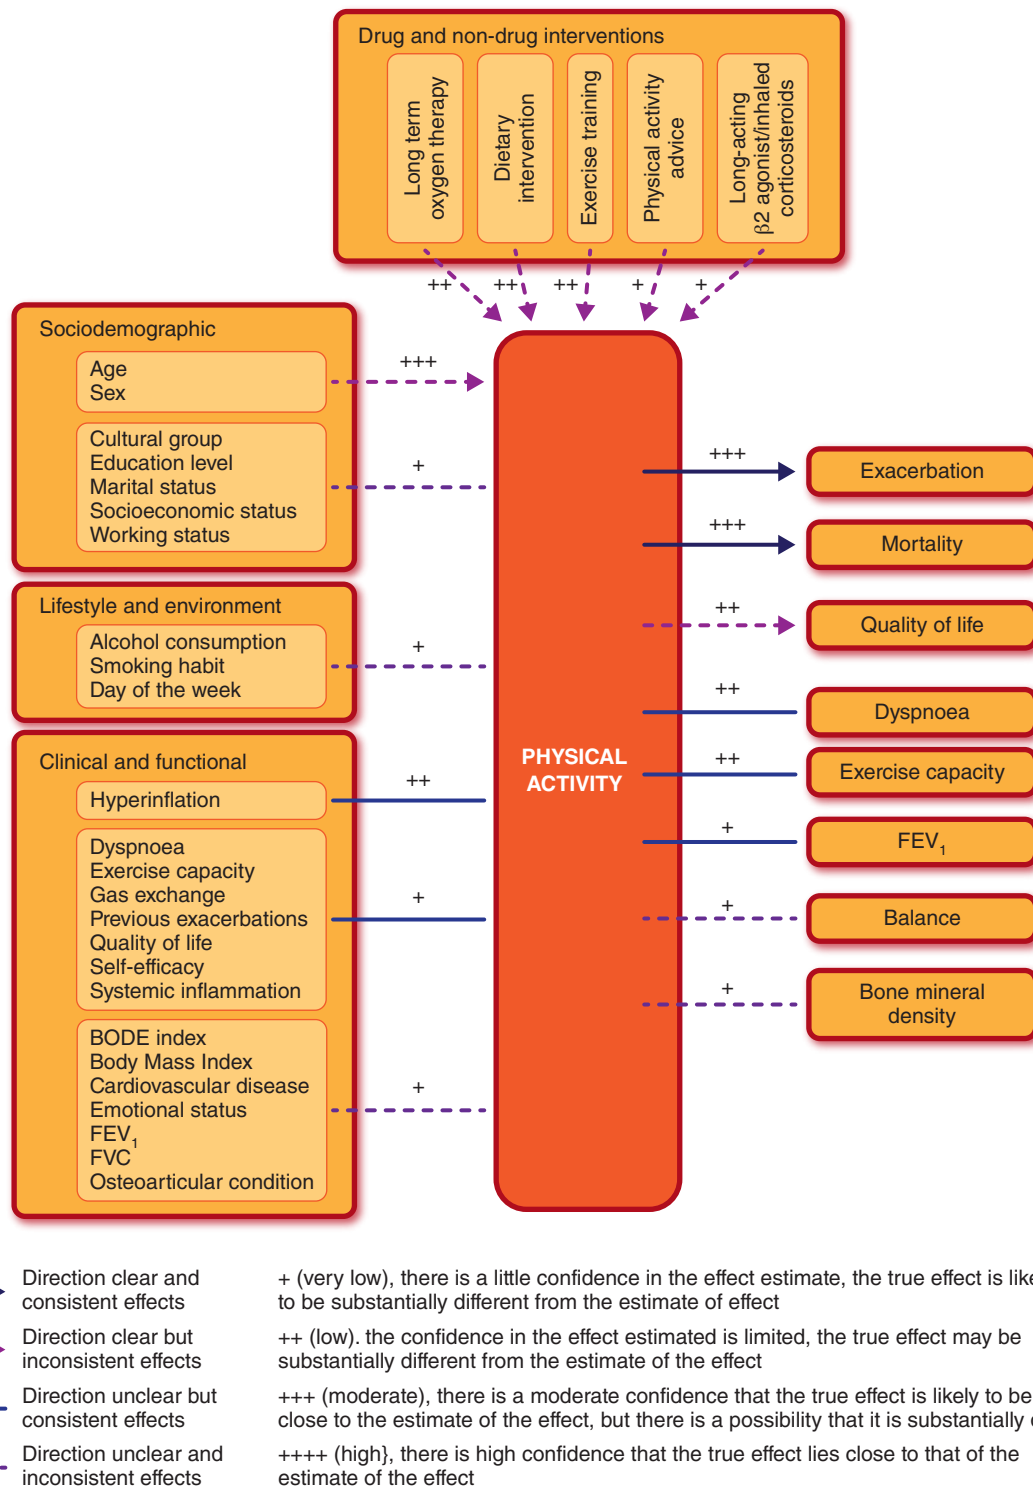 Drug and non-drug interventions
Long term
oxygen therapy
Dietary
intervention
Exercise training
Physical activity
advice
Long-acting
β2 agonist/inhaled
corticosteroids
++
++
++
+
+
Sociodemographic
Age
Sex
+++
Cultural group
Education level
Marital status
Socioeconomic status
Working status
+
Lifestyle and environment
Alcohol consumption
Smoking habit
Day of the week
+
Clinical and functional
Hyperinflation
++
Dyspnoea
Exercise capacity
Gas exchange
Previous exacerbations
Quality of life
Self-efficacy
Systemic inflammation
+
BODE index
Body Mass Index
Cardiovascular disease
Emotional status
FEV₁
FVC
Osteoarticular condition
+
PHYSICAL
ACTIVITY
+++
Exacerbation
+++
Mortality
++
Quality of life
++
Dyspnoea
++
Exercise capacity
+
FEV₁
+
Balance
+
Bone mineral
density
Direction clear and
consistent effects
Direction clear but
inconsistent effects
Direction unclear but
consistent effects
Direction unclear and
inconsistent effects
+ (very low), there is a little confidence in the effect estimate, the true effect is
to be substantially different from the estimate of effect
++ (low). the confidence in the effect estimated is limited, the true effect may be
substantially different from the estimate of the effect
+++ (moderate), there is a moderate confidence that the true effect is likely to be
close to the estimate of the effect, but there is a possibility that it is substantially
++++ (high}, there is high confidence that the true effect lies close to that of the
estimate of the effect